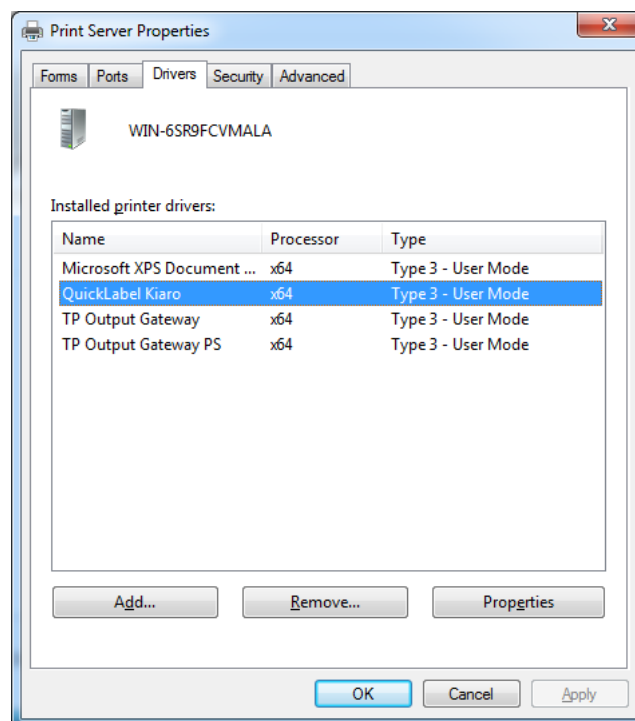 Print Server Properties
Forms Ports Drivers Security Advanced
WIN-6SR9FCVMALA
Installed printer drivers:
Name Processor Type
Microsoft XPS Document ... x64 Type 3 - User Mode
QuickLabel Kiaro x64 Type 3 - User Mode
TP Output Gateway x64 Type 3 - User Mode
TP Output Gateway PS x64 Type 3 - User Mode
Add... Remove... Properties
OK Cancel Apply